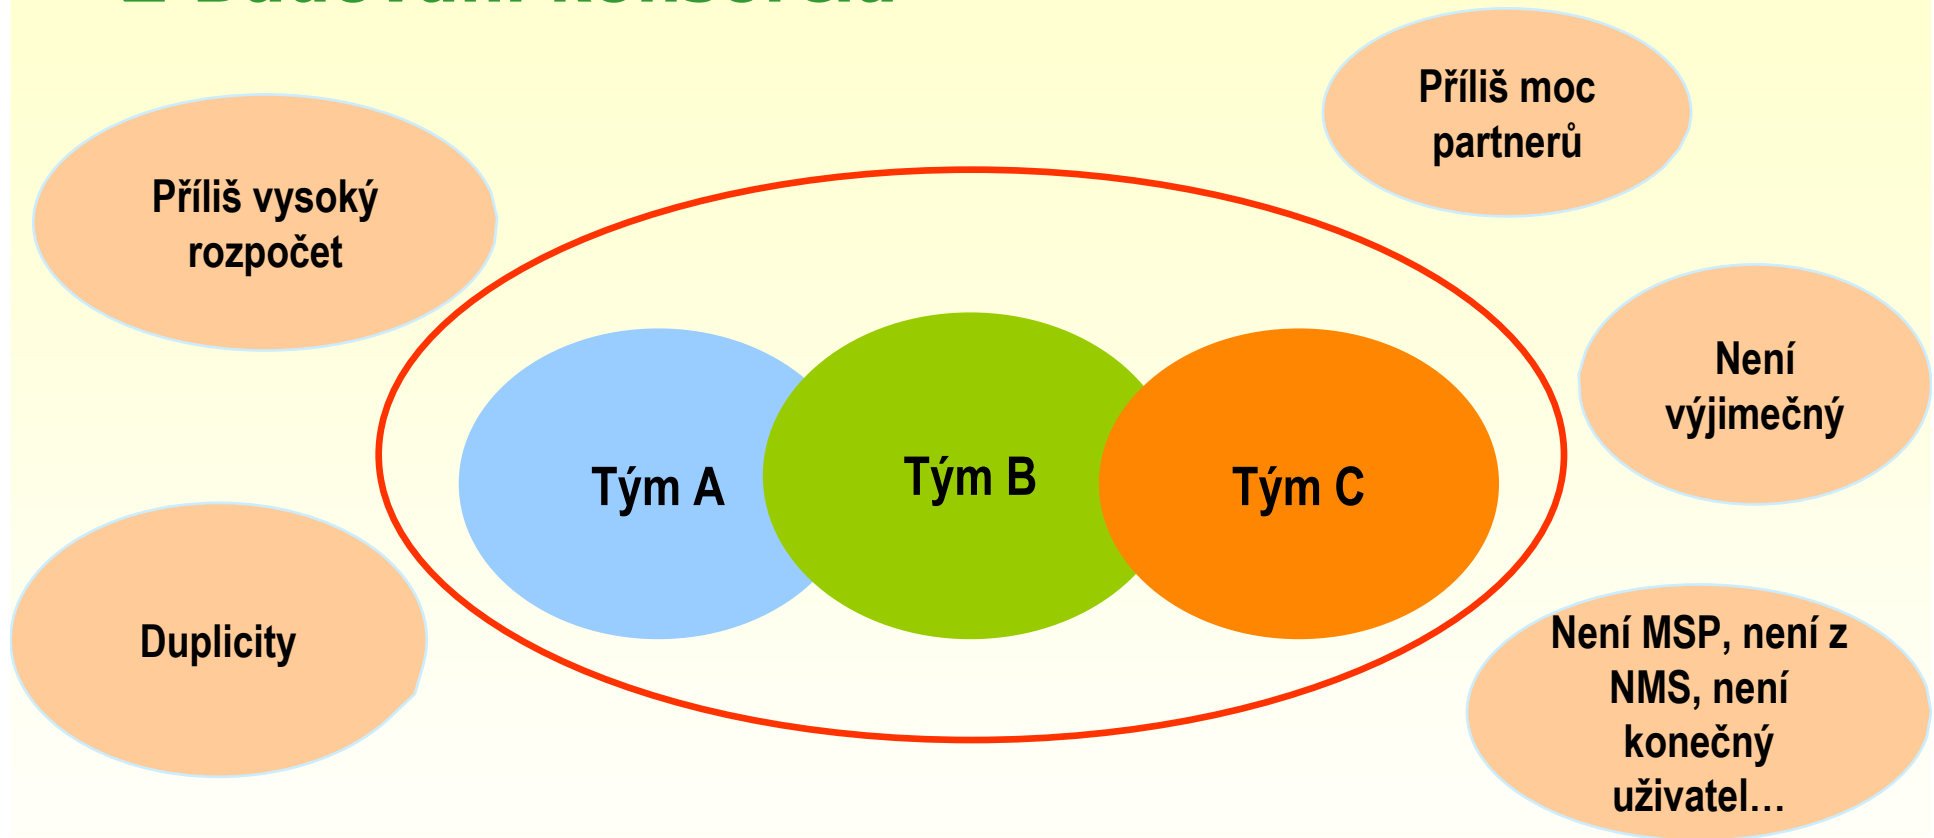 Příliš moc
partnerů
Příliš vysoký
rozpočet
Není
výjimečný
Tým A
Tým B
Tým C
Duplicity
Není MSP, není z
NMS, není
konečný
uživatel…